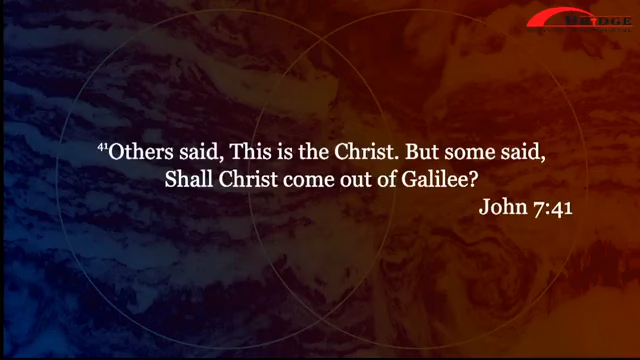 BRIDGE
⁴¹Others said, This is the Christ. But some said,
Shall Christ come out of Galilee?
John 7:41